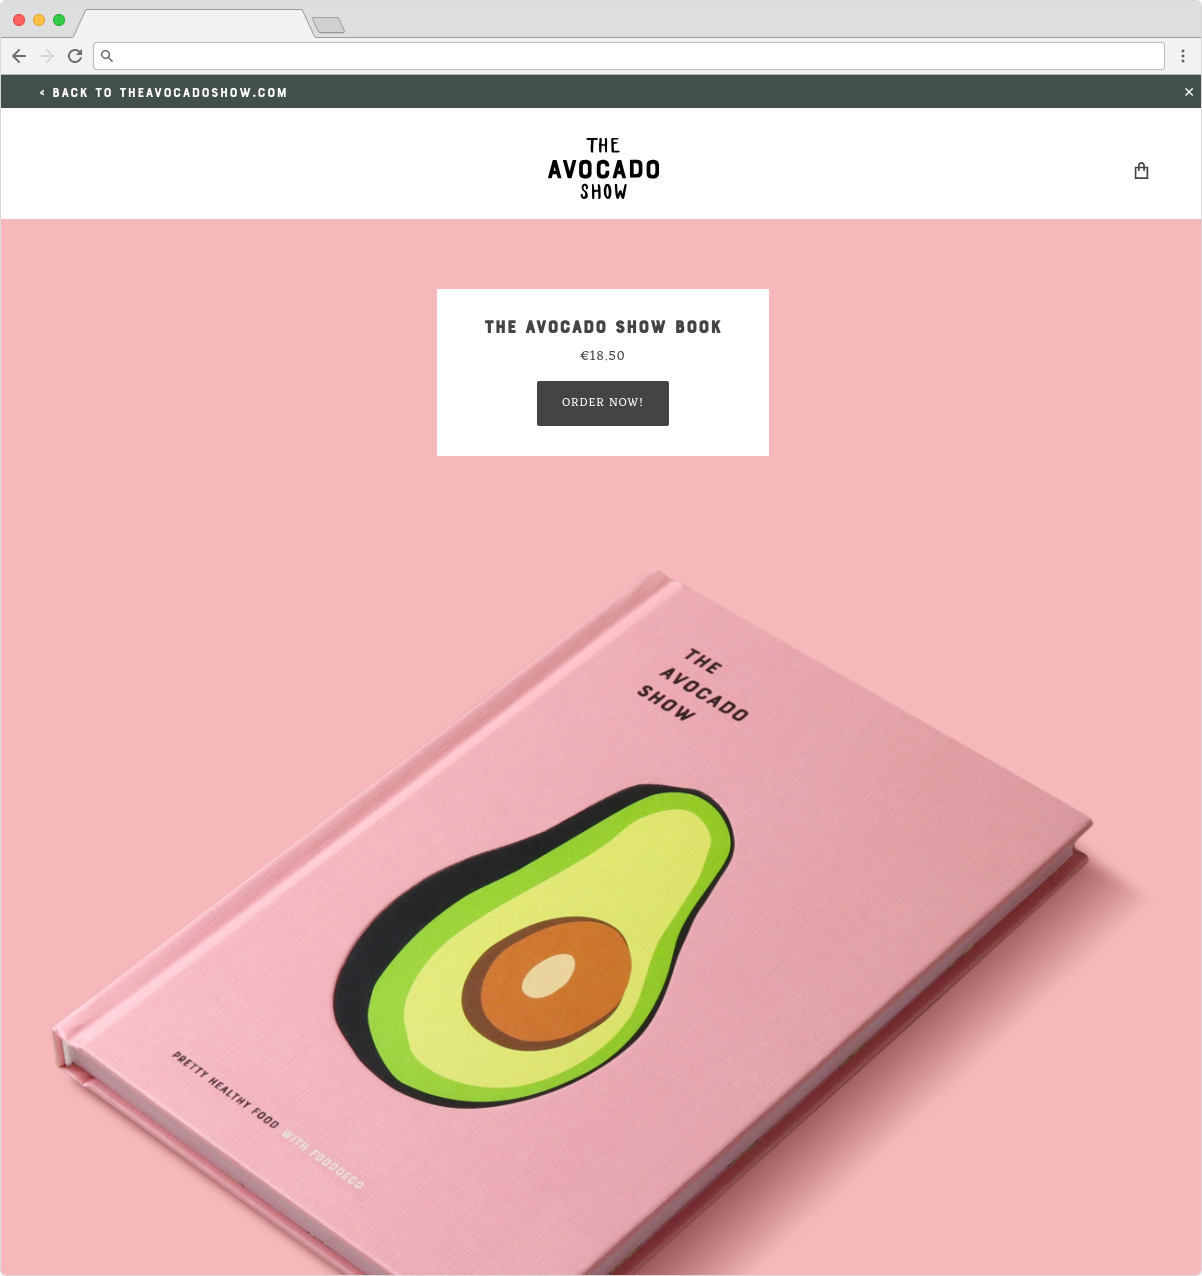 < BACK TO THEAVOCADOSHOW.COM
THE
AVOCADO
SHOW
THE AVOCADO SHOW BOOK
€18.50
ORDER NOW!
THE
AVOCADO
SHOW
PRETTY HEALTHY FOOD WITH FOODDECO